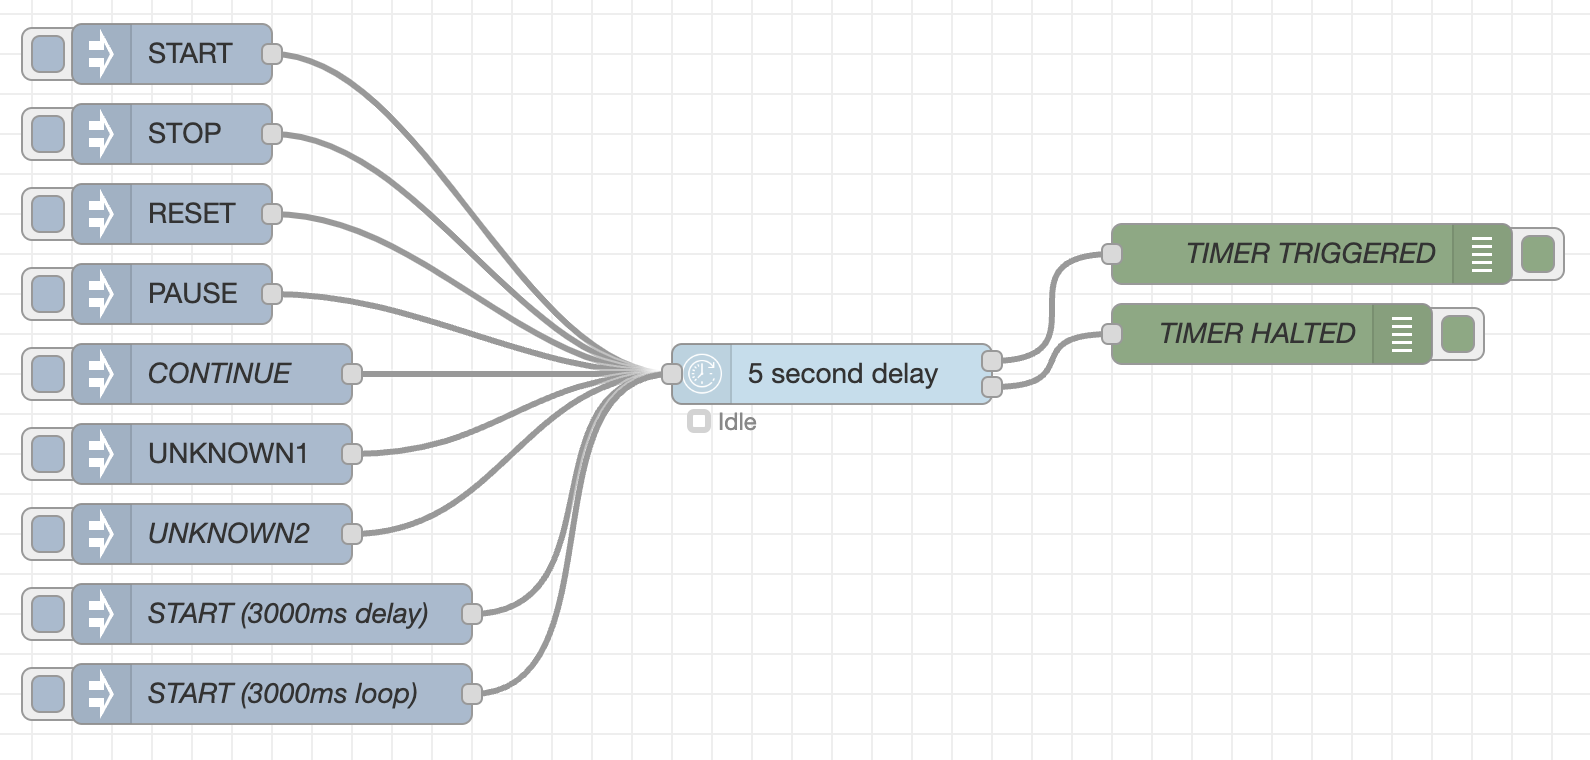 START
STOP
RESET
PAUSE
CONTINUE
UNKNOWN1
UNKNOWN2
START (3000ms delay)
START (3000ms loop)
5 second delay
Idle
TIMER TRIGGERED
TIMER HALTED